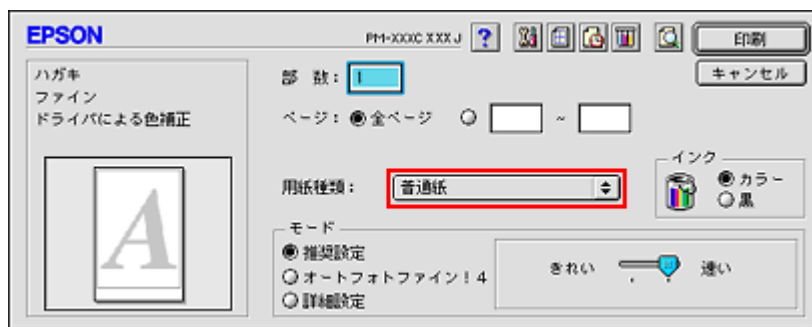 EPSON
PM-XXXC XXX J
?
印刷
キャンセル
ハガキ
ファイン
ドライバによる色補正
A
部 数：1
ページ：全ページ ～
用紙種類：普通紙
インク
カラー
黒
モード
推奨設定
オートフォトファイン！4
詳細設定
きれい 速い